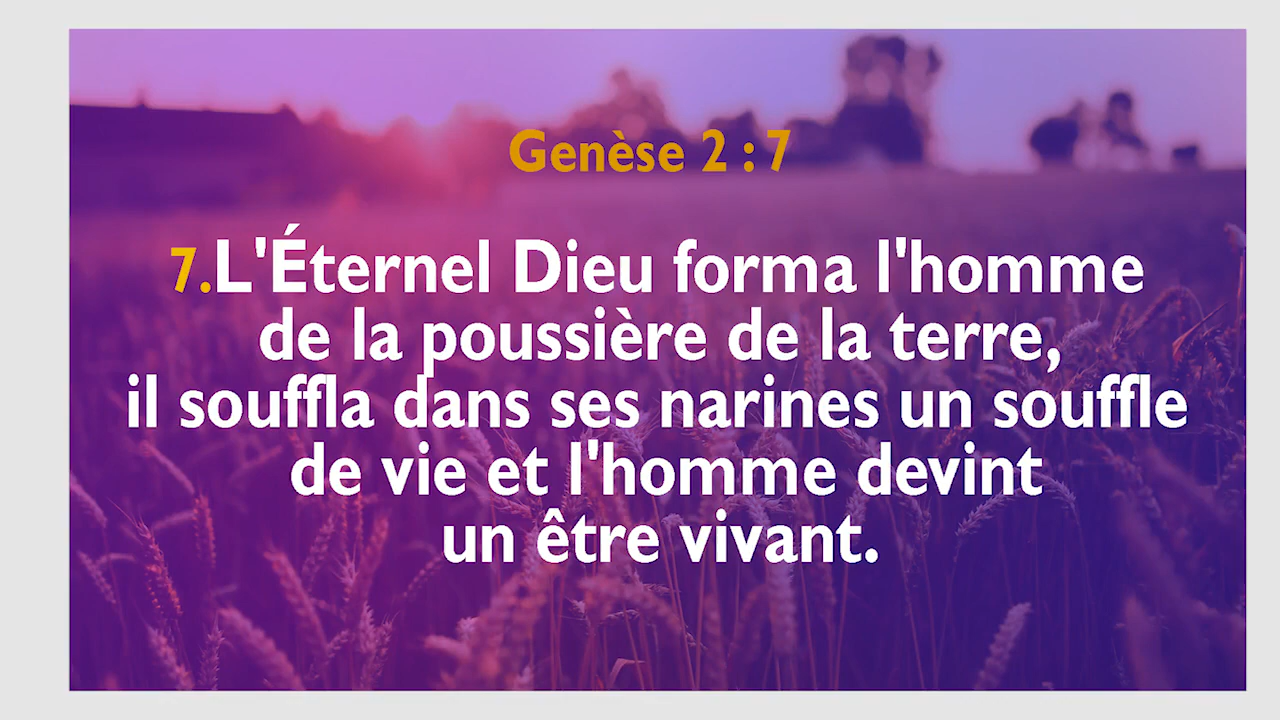 Genèse 2 : 7
7.L'Éternel Dieu forma l'homme
de la poussière de la terre,
il souffla dans ses narines un souffle
de vie et l'homme devint
un être vivant.